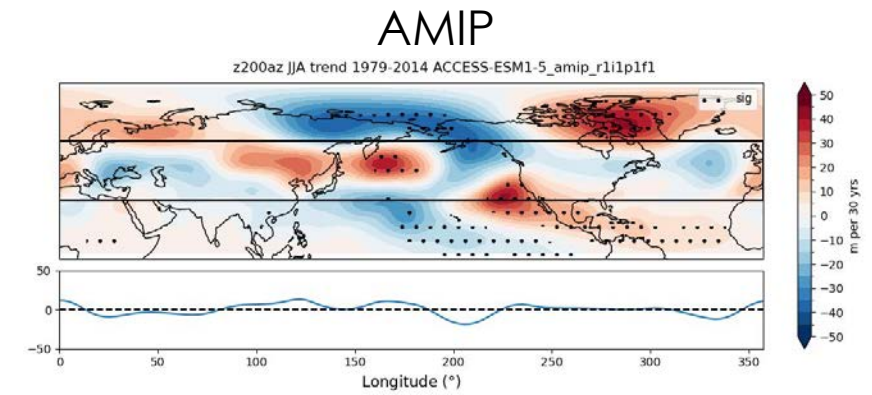 AMIP
z200az JJA trend 1979-2014 ACCESS-ESM1-5_amip_r1i1p1f1
sig
50
40
30
20
10
0
−10
−20
−30
−40
−50
m per 30 yrs
50
0
−50
0 50 100 150 200 250 300 350
Longitude (°)